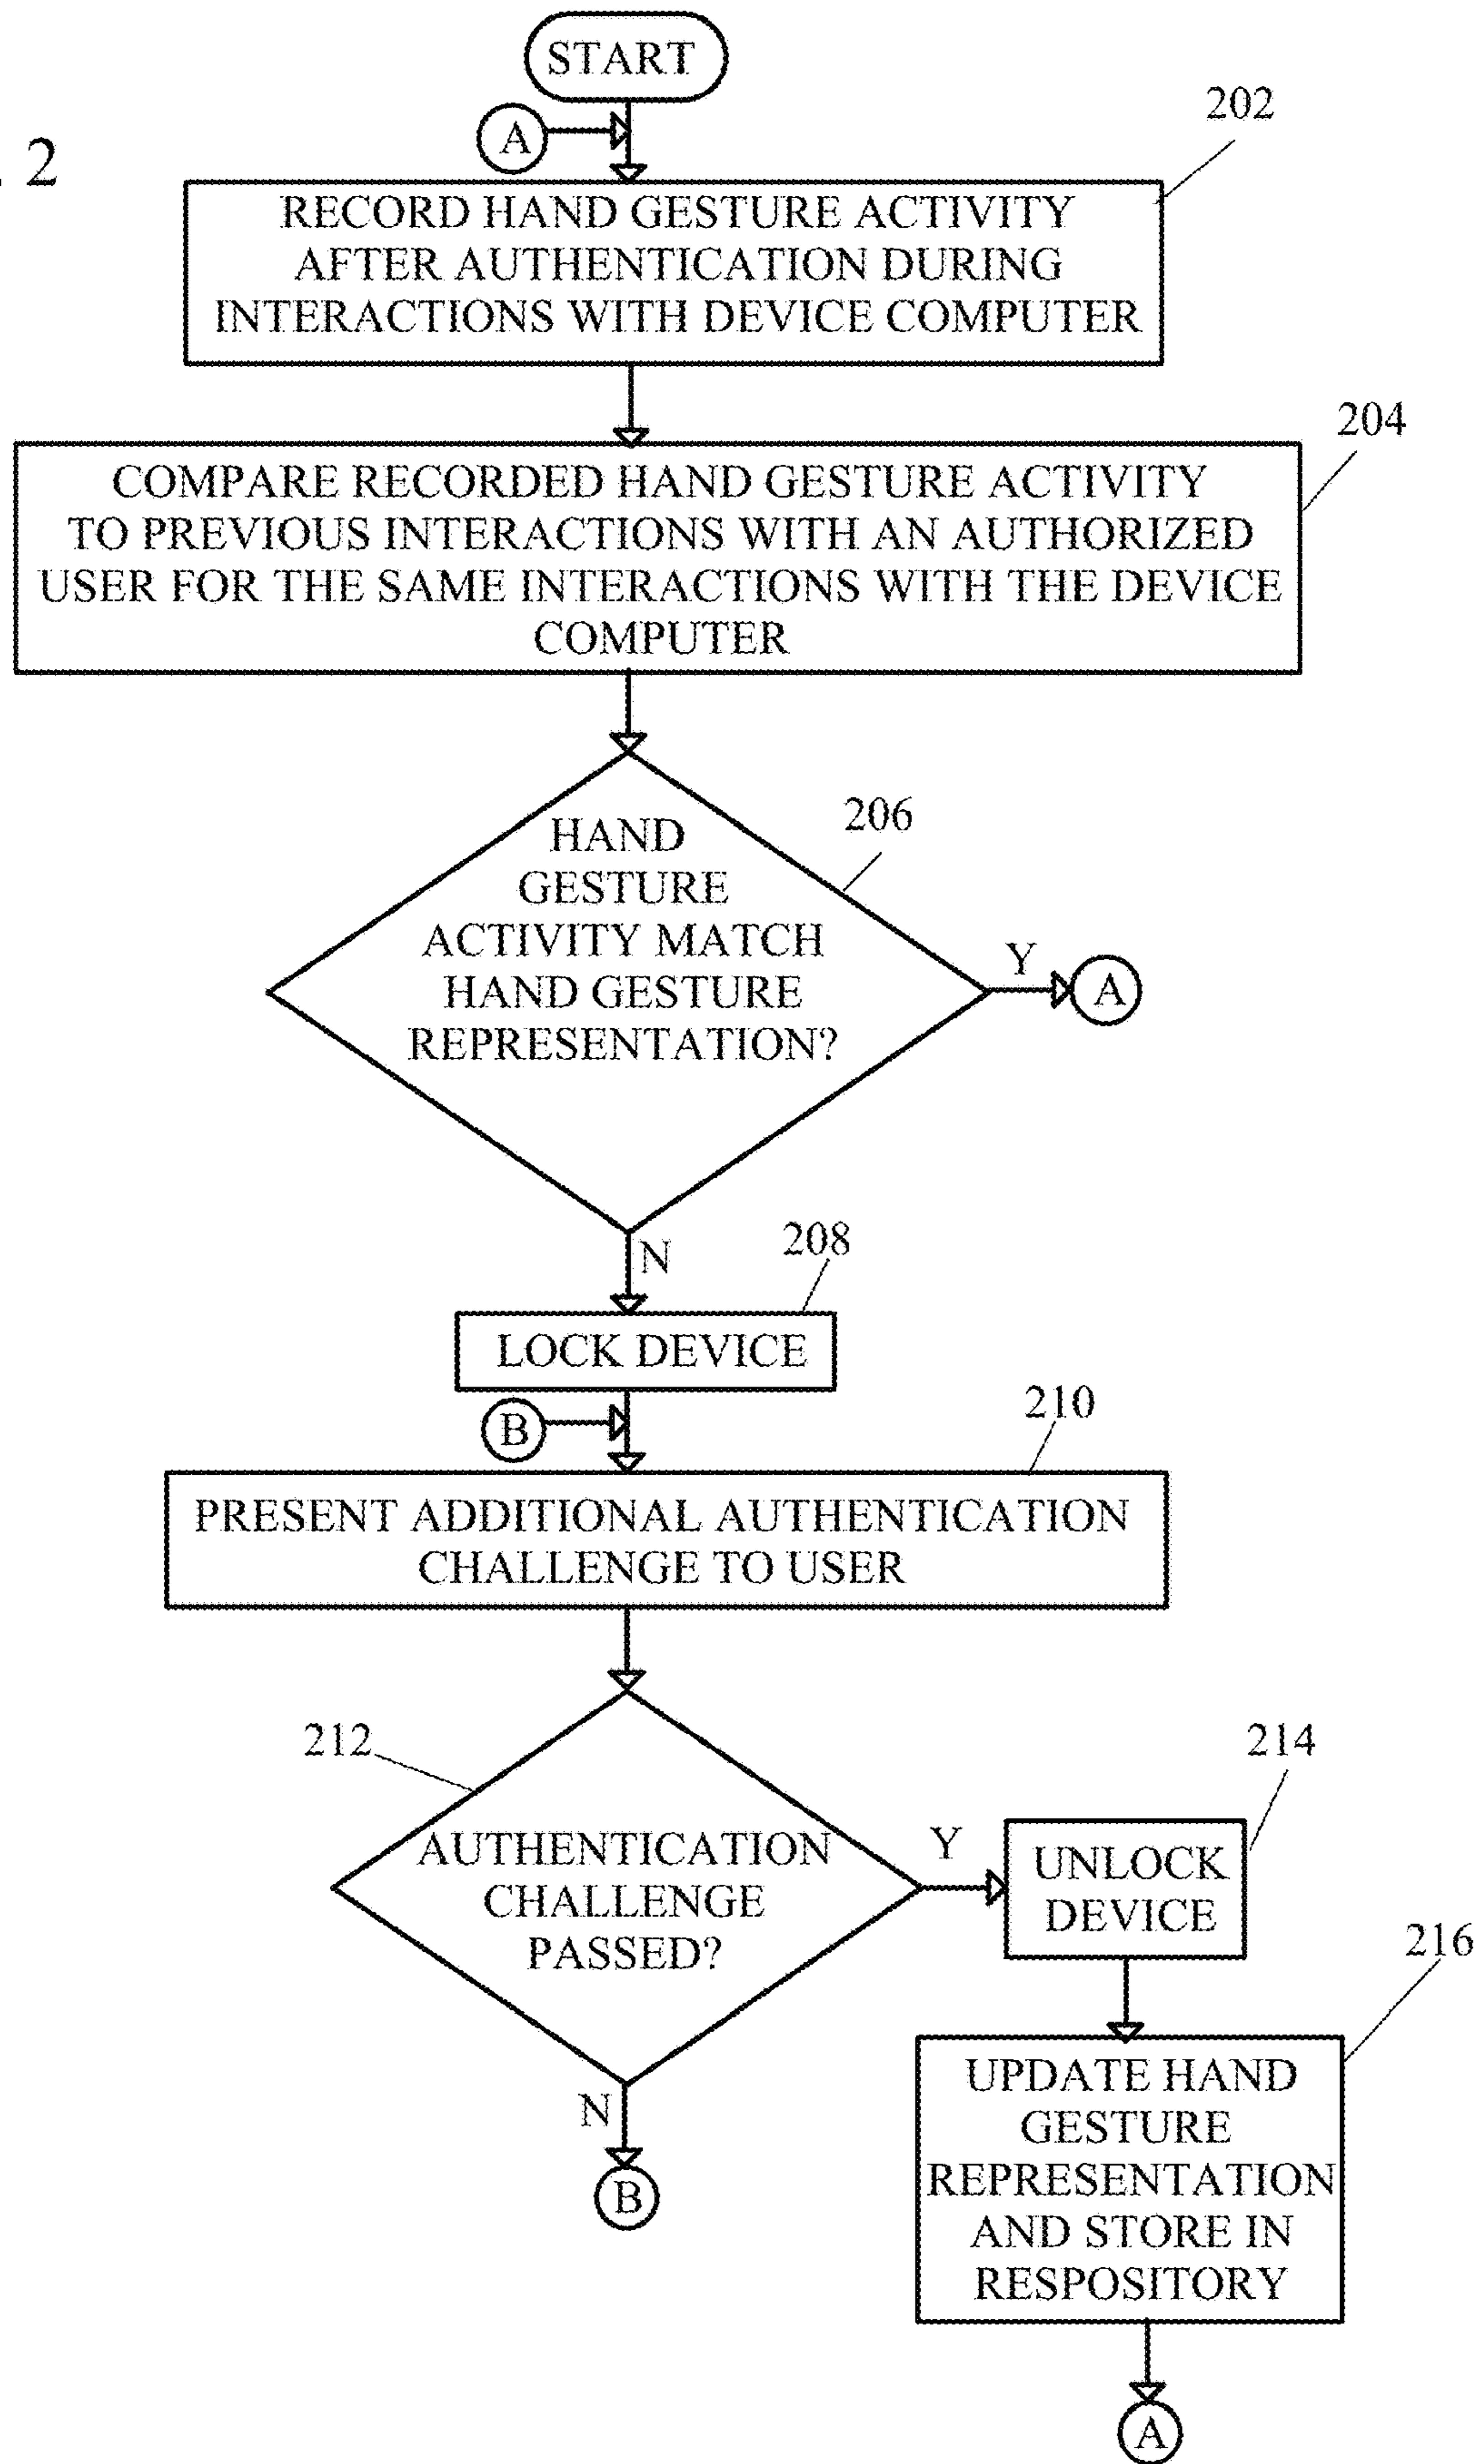 START
A
. 2
202
RECORD HAND GESTURE ACTIVITY
AFTER AUTHENTICATION DURING
INTERACTIONS WITH DEVICE COMPUTER
204
COMPARE RECORDED HAND GESTURE ACTIVITY
TO PREVIOUS INTERACTIONS WITH AN AUTHORIZED
USER FOR THE SAME INTERACTIONS WITH THE DEVICE
COMPUTER
206
HAND
GESTURE
ACTIVITY MATCH
HAND GESTURE
REPRESENTATION?
Y
A
N
208
LOCK DEVICE
B
210
PRESENT ADDITIONAL AUTHENTICATION
CHALLENGE TO USER
212
AUTHENTICATION
CHALLENGE
PASSED?
Y
214
UNLOCK
DEVICE
N
B
216
UPDATE HAND
GESTURE
REPRESENTATION
AND STORE IN
RESPOSITORY
A